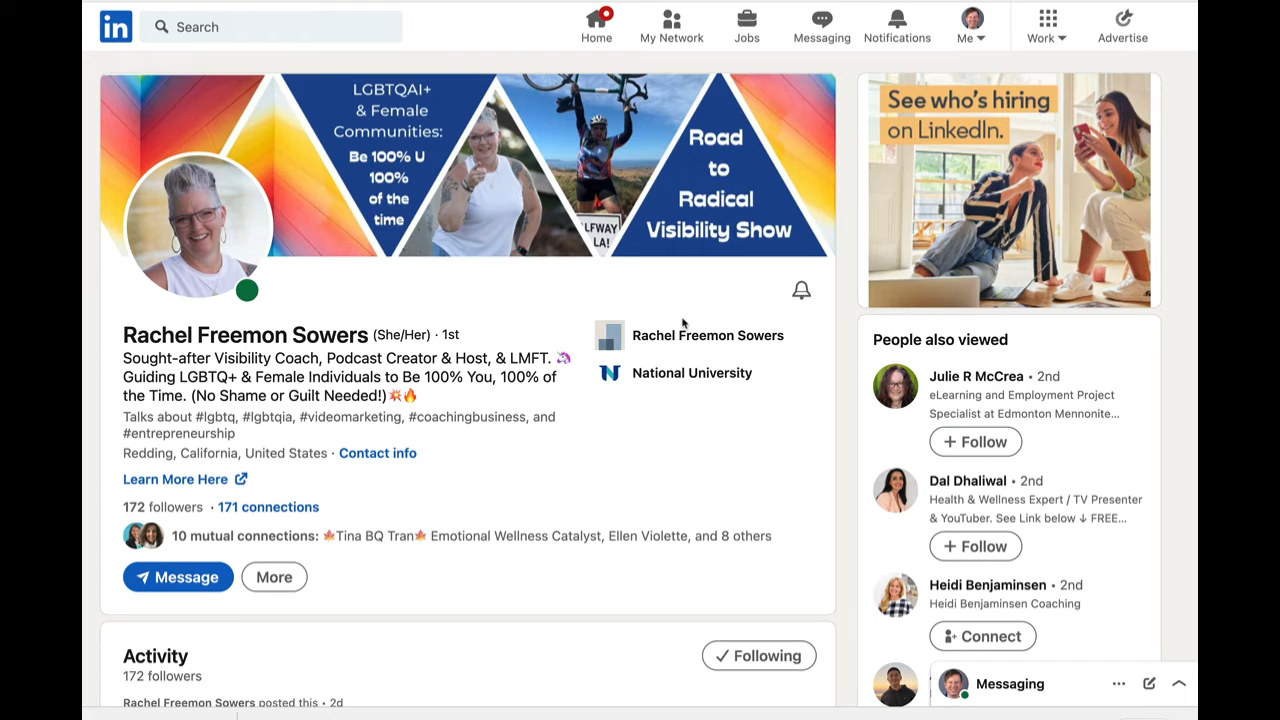 in
Search
Home
My Network
Jobs
Messaging
Notifications
Me
Work
Advertise
LGBTQAI+
& Female
Communities:
Be 100% U
100%
of the
time
LFWAY
LA!
Road
to
Radical
Visibility Show
Rachel Freemon Sowers (She/Her) · 1st
Sought-after Visibility Coach, Podcast Creator & Host, & LMFT. 🦄
Guiding LGBTQ+ & Female Individuals to Be 100% You, 100% of
the Time. (No Shame or Guilt Needed!)💥🔥
Talks about #lgbtq, #lgbtqia, #videomarketing, #coachingbusiness, and
#entrepreneurship
Redding, California, United States · Contact info
Learn More Here
172 followers · 171 connections
10 mutual connections: 🍁Tina BQ Tran🍁 Emotional Wellness Catalyst, Ellen Violette, and 8 others
Message
More
Rachel Freemon Sowers
National University
Activity
172 followers
Following
Rachel Freemon Sowers posted this • 2d
See who's hiring
on LinkedIn.
People also viewed
Julie R McCrea • 2nd
eLearning and Employment Project
Specialist at Edmonton Mennonite...
+ Follow
Dal Dhaliwal • 2nd
Health & Wellness Expert / TV Presenter
& YouTuber. See Link below ↓ FREE...
+ Follow
Heidi Benjaminsen • 2nd
Heidi Benjaminsen Coaching
Connect
Messaging